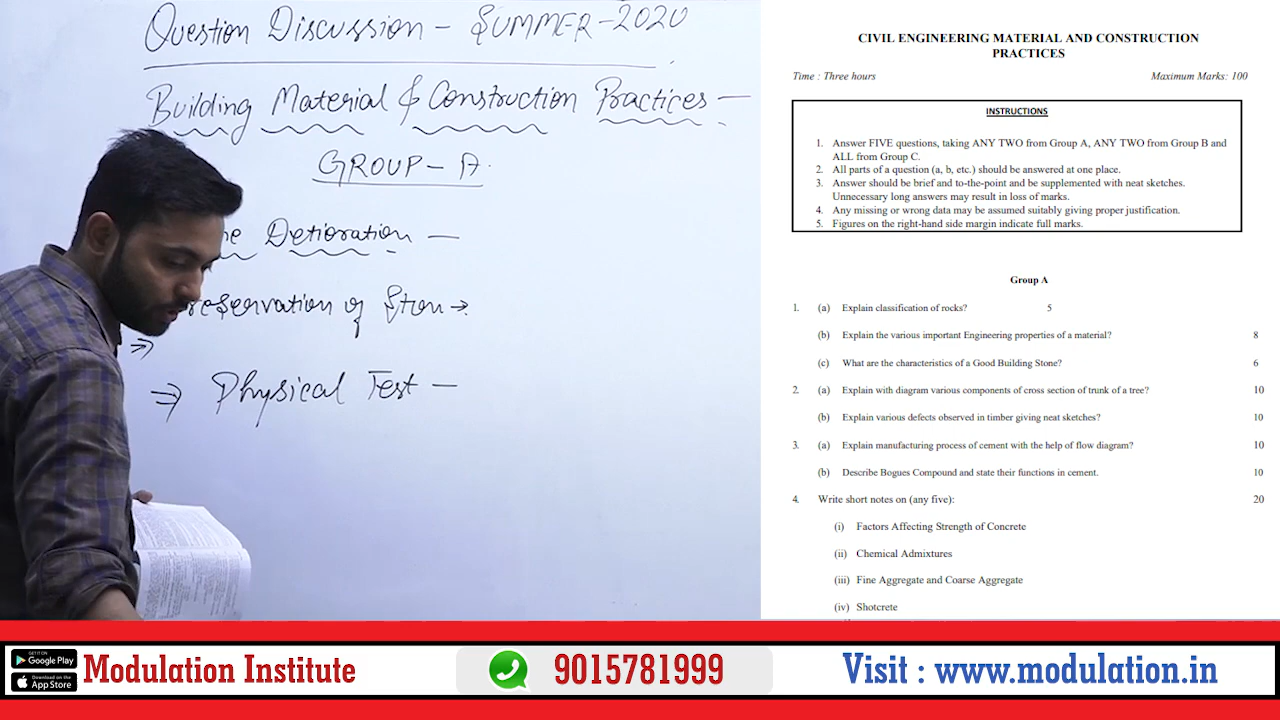 Question Discussion - SUMMER-2020
Building Material & Construction Practices -
GROUP-A.
Detioration -
reservation of Ston →
⇒
⇒ Physical Test -
CIVIL ENGINEERING MATERIAL AND CONSTRUCTION
PRACTICES
Time : Three hours Maximum Marks: 100
INSTRUCTIONS
1. Answer FIVE questions, taking ANY TWO from Group A, ANY TWO from Group B and
ALL from Group C.
2. All parts of a question (a, b, etc.) should be answered at one place.
3. Answer should be brief and to-the-point and be supplemented with neat sketches.
Unnecessary long answers may result in loss of marks.
4. Any missing or wrong data may be assumed suitably giving proper justification.
5. Figures on the right-hand side margin indicate full marks.
Group A
1. (a) Explain classification of rocks? 5
(b) Explain the various important Engineering properties of a material? 8
(c) What are the characteristics of a Good Building Stone? 6
2. (a) Explain with diagram various components of cross section of trunk of a tree? 10
(b) Explain various defects observed in timber giving neat sketches? 10
3. (a) Explain manufacturing process of cement with the help of flow diagram? 10
(b) Describe Bogues Compound and state their functions in cement. 10
4. Write short notes on (any five): 20
(i) Factors Affecting Strength of Concrete
(ii) Chemical Admixtures
(iii) Fine Aggregate and Coarse Aggregate
(iv) Shotcrete
GET IT ON
Google Play
Download on the
App Store
Modulation Institute
9015781999
Visit : www.modulation.in